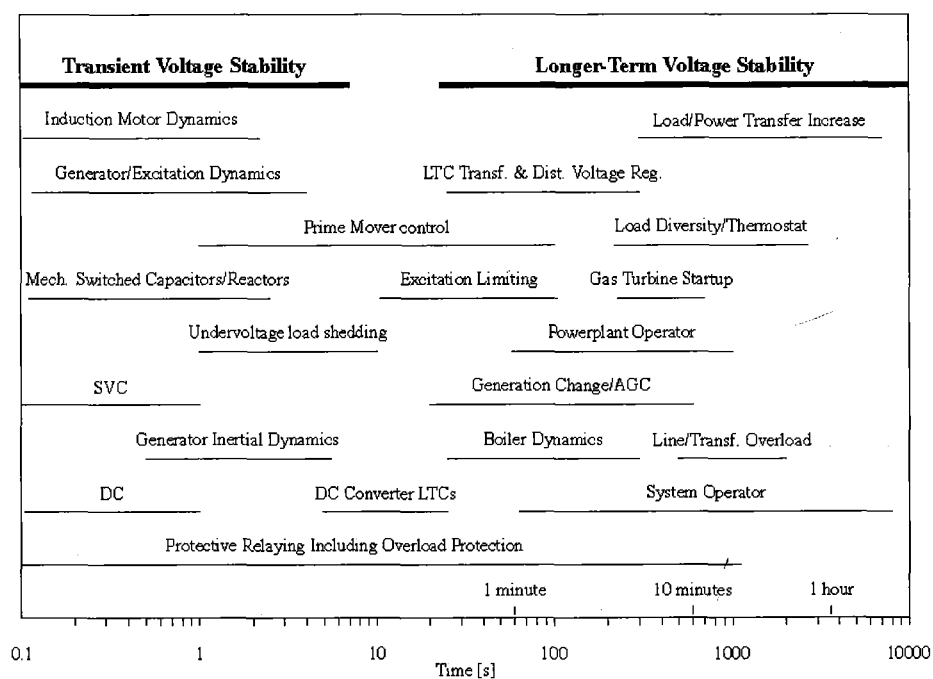 Transient Voltage Stability Longer-Term Voltage Stability
Induction Motor Dynamics Load/Power Transfer Increase
Generator/Excitation Dynamics LTC Transf. & Dist. Voltage Reg.
Prime Mover control Load Diversity/Thermostat
Mech. Switched Capacitors/Reactors Excitation Limiting Gas Turbine Startup
Undervoltage load shedding Powerplant Operator
SVC Generation Change/AGC
Generator Inertial Dynamics Boiler Dynamics Line/Transf. Overload
DC DC Converter LTCs System Operator
Protective Relaying Including Overload Protection
1 minute 10 minutes 1 hour
0.1 1 10 100 1000 10000
Time [s]